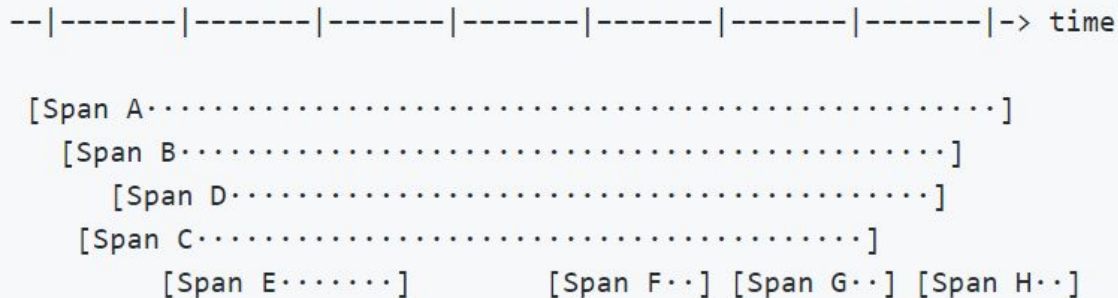 --|-------|-------|-------|-------|-------|-------|-------|-> time
[Span A···················································]
[Span B··············································]
[Span D··········································]
[Span C········································]
[Span E·······] [Span F··] [Span G··] [Span H··]